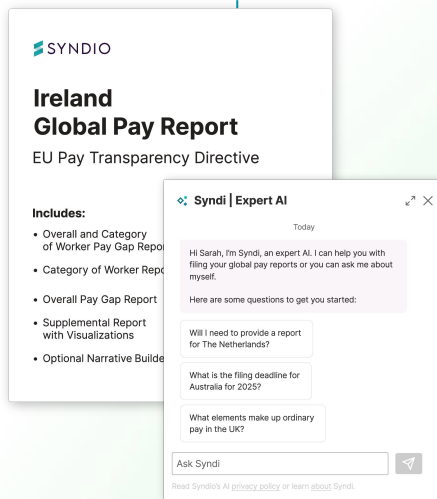 SYNDIO
Ireland
Global Pay Report
EU Pay Transparency Directive
Includes:
• Overall and Category
of Worker Pay Gap
• Category of Worker
• Overall Pay Gap Report
• Supplemental Report
with Visualizations
• Optional Narrative
Syndi | Expert AI
Today
Hi Sarah, I'm Syndi, an expert AI. I can help you with
filing your global pay reports or you can ask me about
myself.
Here are some questions to get you started:
Will I need to provide a report
for The Netherlands?
What is the filing deadline for
Australia for 2025?
What elements make up ordinary
pay in the UK?
Ask Syndi
Read Syndio's AI privacy policy or learn about Syndi.